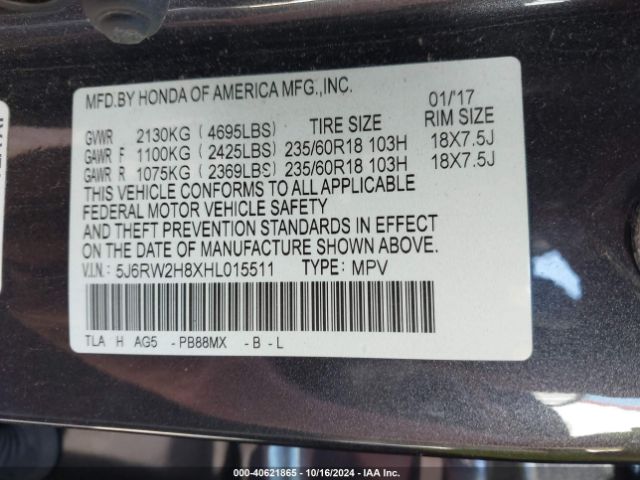 MFD.BY HONDA OF AMERICA MFG.,INC.
01/'17
GVWR 2130KG ( 4695LBS) TIRE SIZE RIM SIZE
GAWR F 1100KG ( 2425LBS) 235/60R18 103H 18X7.5J
GAWR R 1075KG ( 2369LBS) 235/60R18 103H 18X7.5J
THIS VEHICLE CONFORMS TO ALL APPLICABLE
FEDERAL MOTOR VEHICLE SAFETY
AND THEFT PREVENTION STANDARDS IN EFFECT
ON THE DATE OF MANUFACTURE SHOWN ABOVE.
V.I.N.: 5J6RW2H8XHL015511 TYPE: MPV
TLA H AG5 -PB88MX -B-L
000-40621865 | 10/16/2024 | IAA Inc.